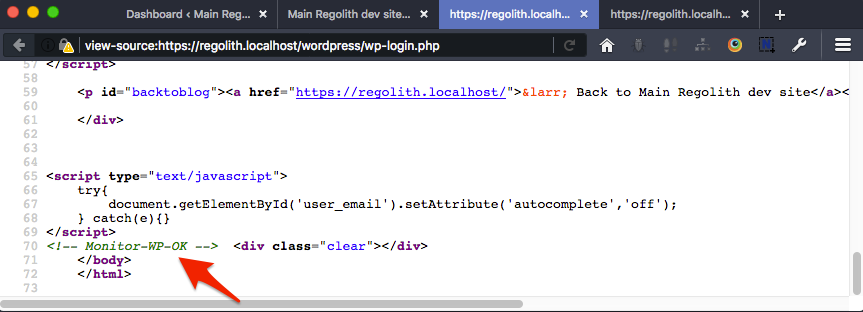 Dashboard ‹ Main Reg…
Main Regolith dev site…
https://regolith.localh…
https://regolith.localh…
view-source:https://regolith.localhost/wordpress/wp-login.php
57 </script>
58
59 <p id="backtoblog"><a href="https://regolith.localhost/">&larr; Back to Main Regolith dev site</a><
60
61 </div>
62
63
64
65 <script type="text/javascript">
66 try{
67 document.getElementById('user_email').setAttribute('autocomplete','off');
68 } catch(e){}
69 </script>
70 <!-- Monitor-WP-OK --> <div class="clear"></div>
71 </body>
72 </html>
73